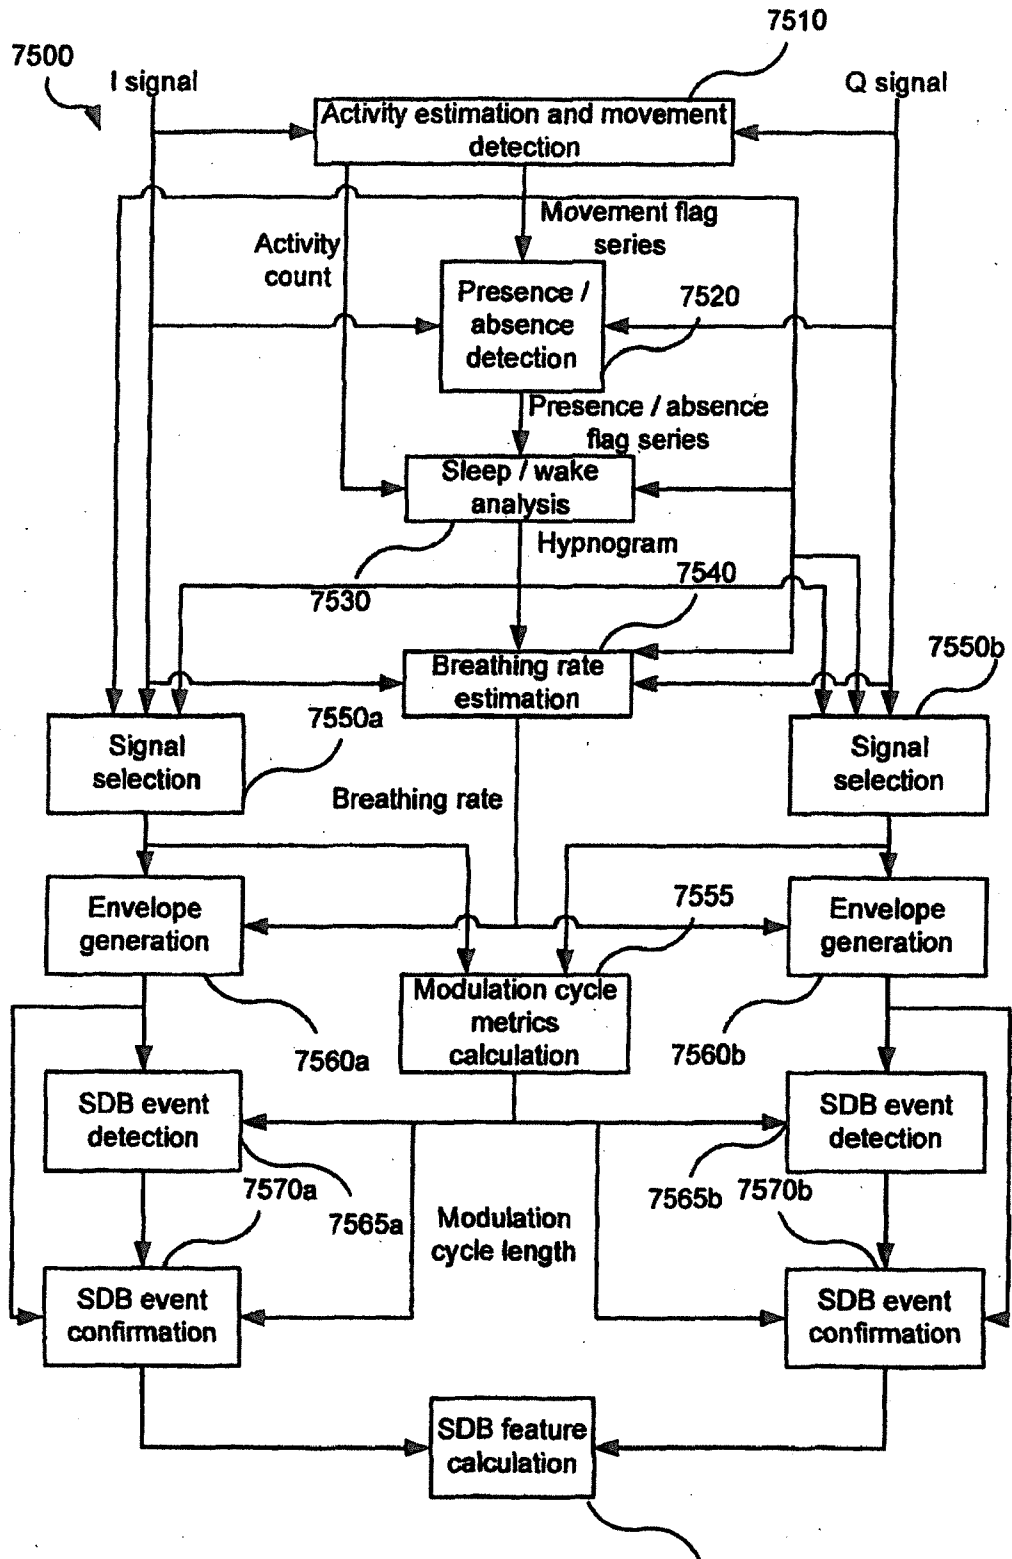 7510
7500
I signal
Q signal
Activity estimation and movement
detection
Movement flag
series
Activity
count
Presence /
absence
detection
7520
Presence / absence
flag series
Sleep / wake
analysis
Hypnogram
7530
7540
Breathing rate
estimation
7550b
7550a
Signal
selection
Signal
selection
Breathing rate
7555
Envelope
generation
Envelope
generation
Modulation cycle
metrics
calculation
7560a
7560b
SDB event
detection
SDB event
detection
7570a
7565a
7565b
7570b
Modulation
cycle length
SDB event
confirmation
SDB event
confirmation
SDB feature
calculation